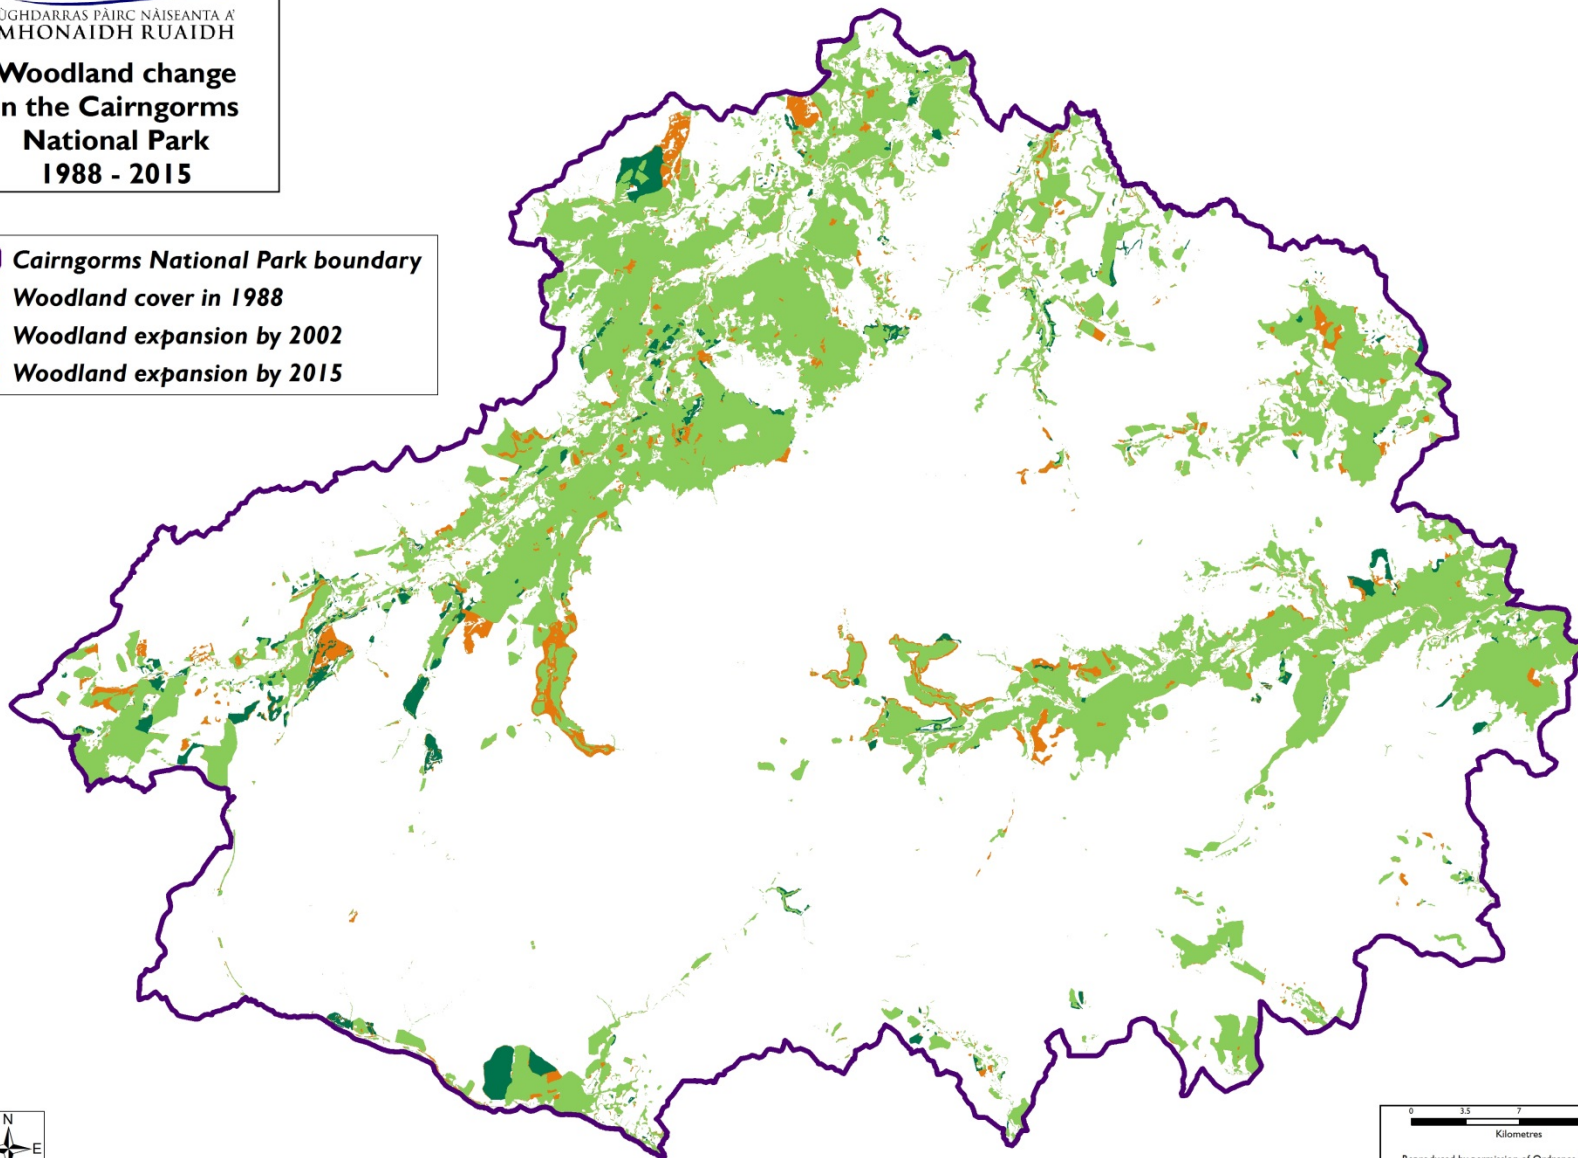 ÙGHDARRAS PÀIRC NÀISEANTA A'
MHONAIDH RUAIDH
Woodland change
in the Cairngorms
National Park
1988 - 2015
Cairngorms National Park boundary
Woodland cover in 1988
Woodland expansion by 2002
Woodland expansion by 2015
N
E
0 3.5 7
Kilometres